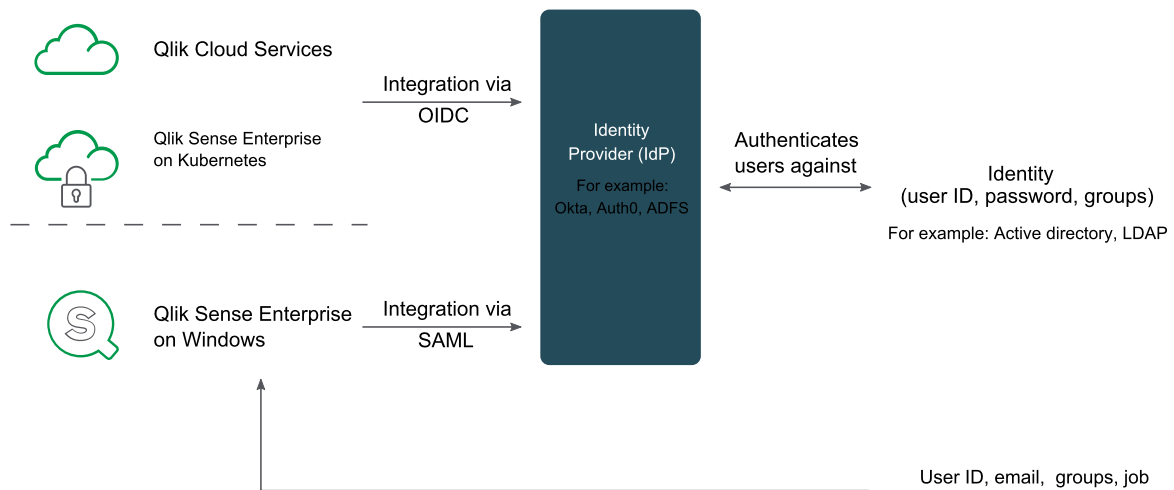 Qlik Cloud Services
Qlik Sense Enterprise
on Kubernetes
Integration via
OIDC
Identity
Provider (IdP)
For example:
Okta, Auth0, ADFS
Authenticates
users against
Identity
(user ID, password, groups)
For example: Active directory, LDAP
S
Qlik Sense Enterprise
on Windows
Integration via
SAML
User ID, email, groups, job